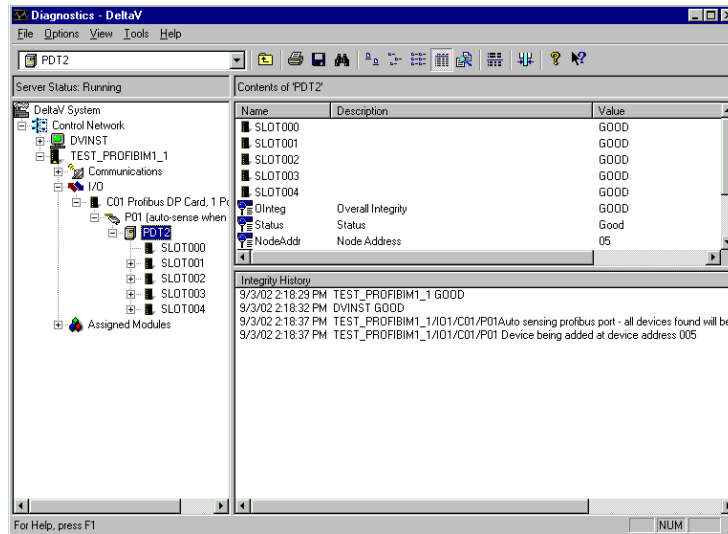 Diagnostics - DeltaV
File Options View Tools Help
PDT2
Server Status: Running
Contents of 'PDT2'
DeltaV System
Control Network
DVINST
TEST_PROFIBIM1_1
Communications
I/O
C01 Profibus DP Card, 1 Po
P01 (auto-sense when
PDT2
SLOT000
SLOT001
SLOT002
SLOT003
SLOT004
Assigned Modules
Name Description Value
SLOT000 GOOD
SLOT001 GOOD
SLOT002 GOOD
SLOT003 GOOD
SLOT004 GOOD
OInteg Overall Integrity GOOD
Status Status Good
NodeAddr Node Address 05
Integrity History
9/3/02 2:18:29 PM TEST_PROFIBIM1_1 GOOD
9/3/02 2:18:32 PM DVINST GOOD
9/3/02 2:18:37 PM TEST_PROFIBIM1_1/IO1/C01/P01Auto sensing profibus port - all devices found will be
9/3/02 2:18:37 PM TEST_PROFIBIM1_1/IO1/C01/P01 Device being added at device address 005
For Help, press F1
NUM